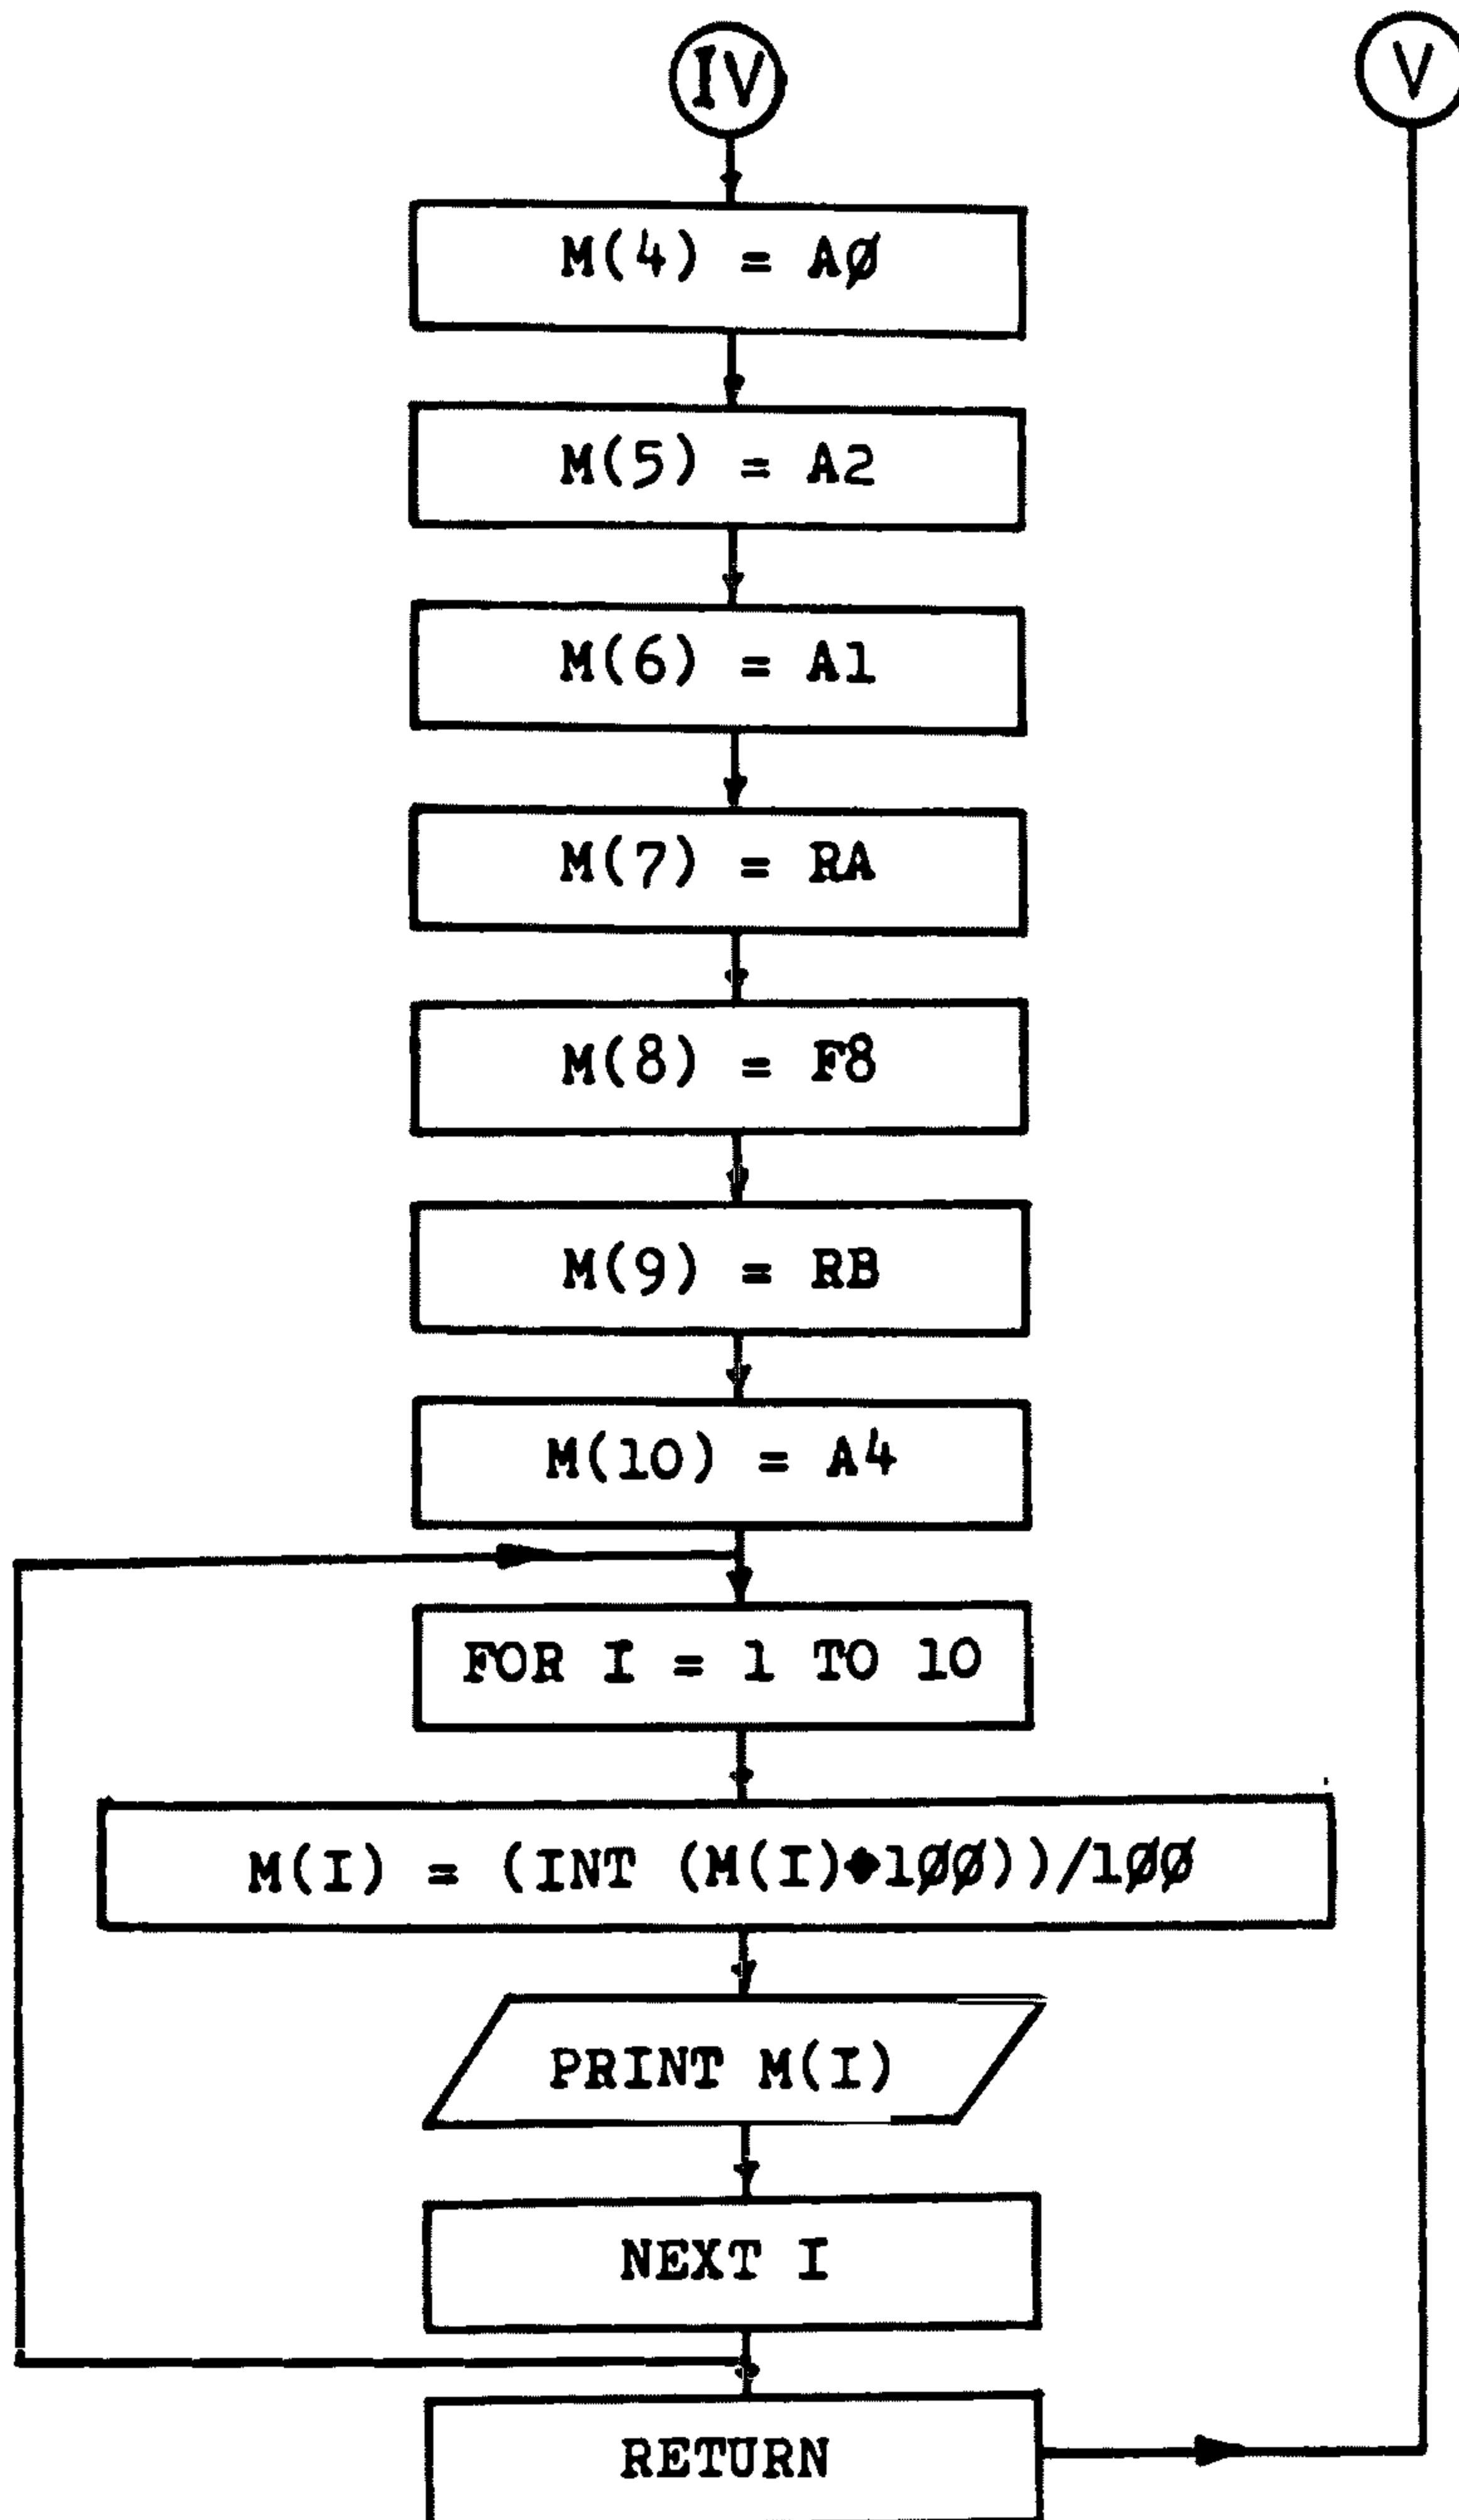 IV
V
M(4) = AØ
M(5) = A2
M(6) = A1
M(7) = RA
M(8) = F8
M(9) = RB
M(10) = A4
FOR I = 1 TO 10
M(I) = (INT (M(I)◆1ØØ))/1ØØ
PRINT M(I)
NEXT I
RETURN